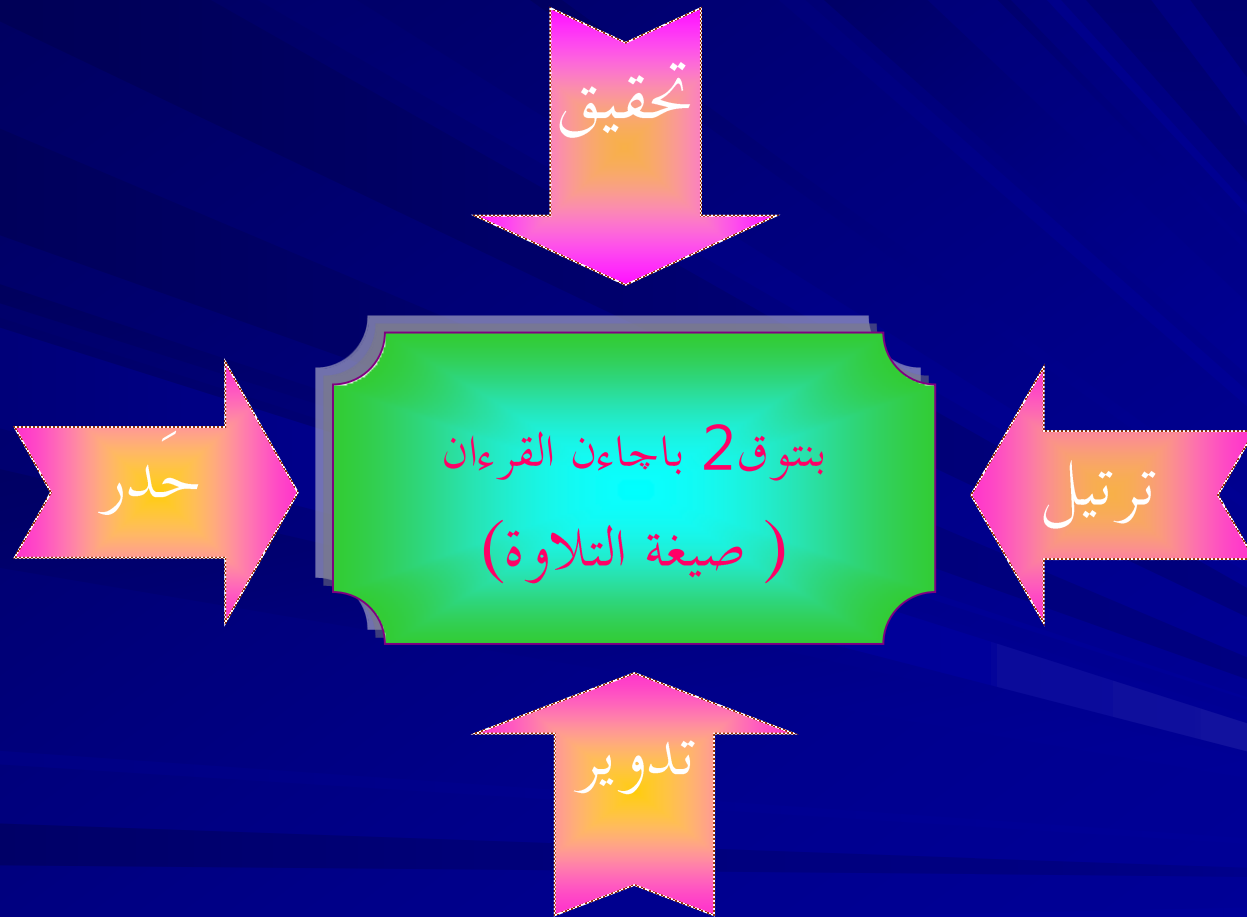 تحقيق
بنتوق2 باچاءن القرءان
( صيغة التلاوة)
ترتيل
حَدر
تدوير